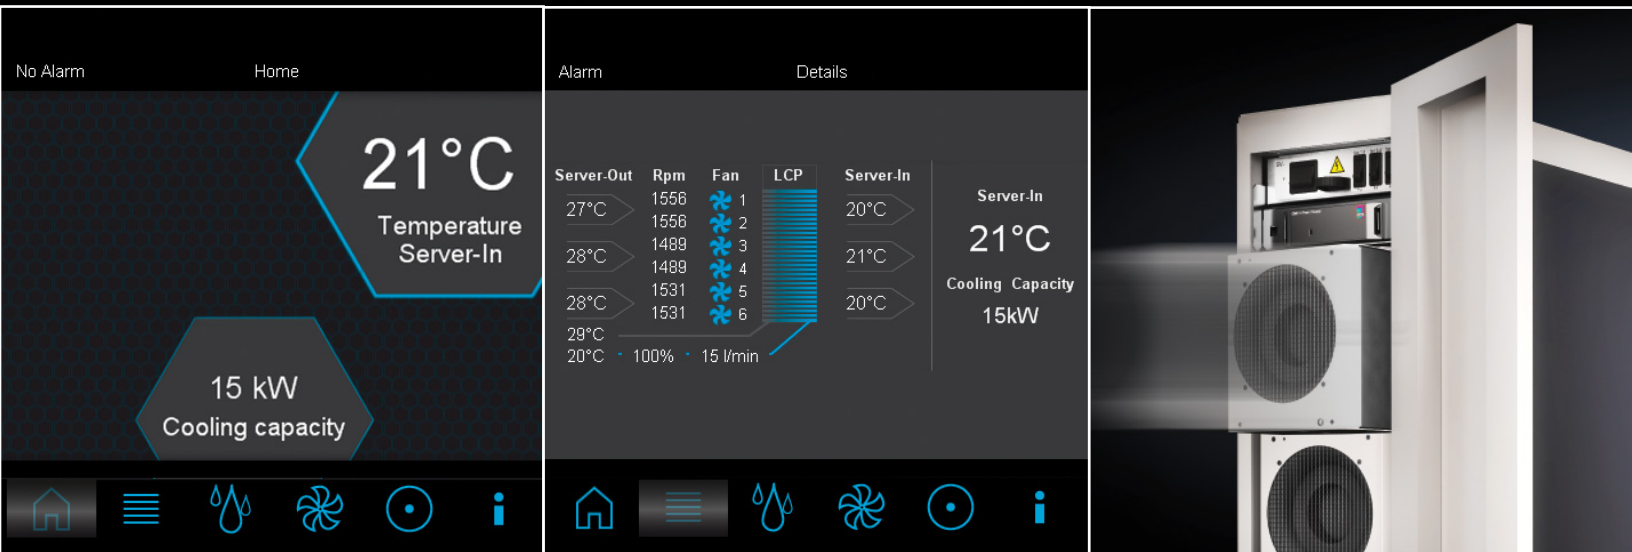 No Alarm
Home
21°C
Temperature
Server-In
15 kW
Cooling capacity
Alarm
Details
Server-Out Rpm Fan LCP Server-In
27°C 1556 1 20°C
1556 2
28°C 1489 3 21°C
1489 4
28°C 1531 5 20°C
1531 6
29°C
20°C 100% 15 l/min
Server-In
21°C
Cooling Capacity
15kW